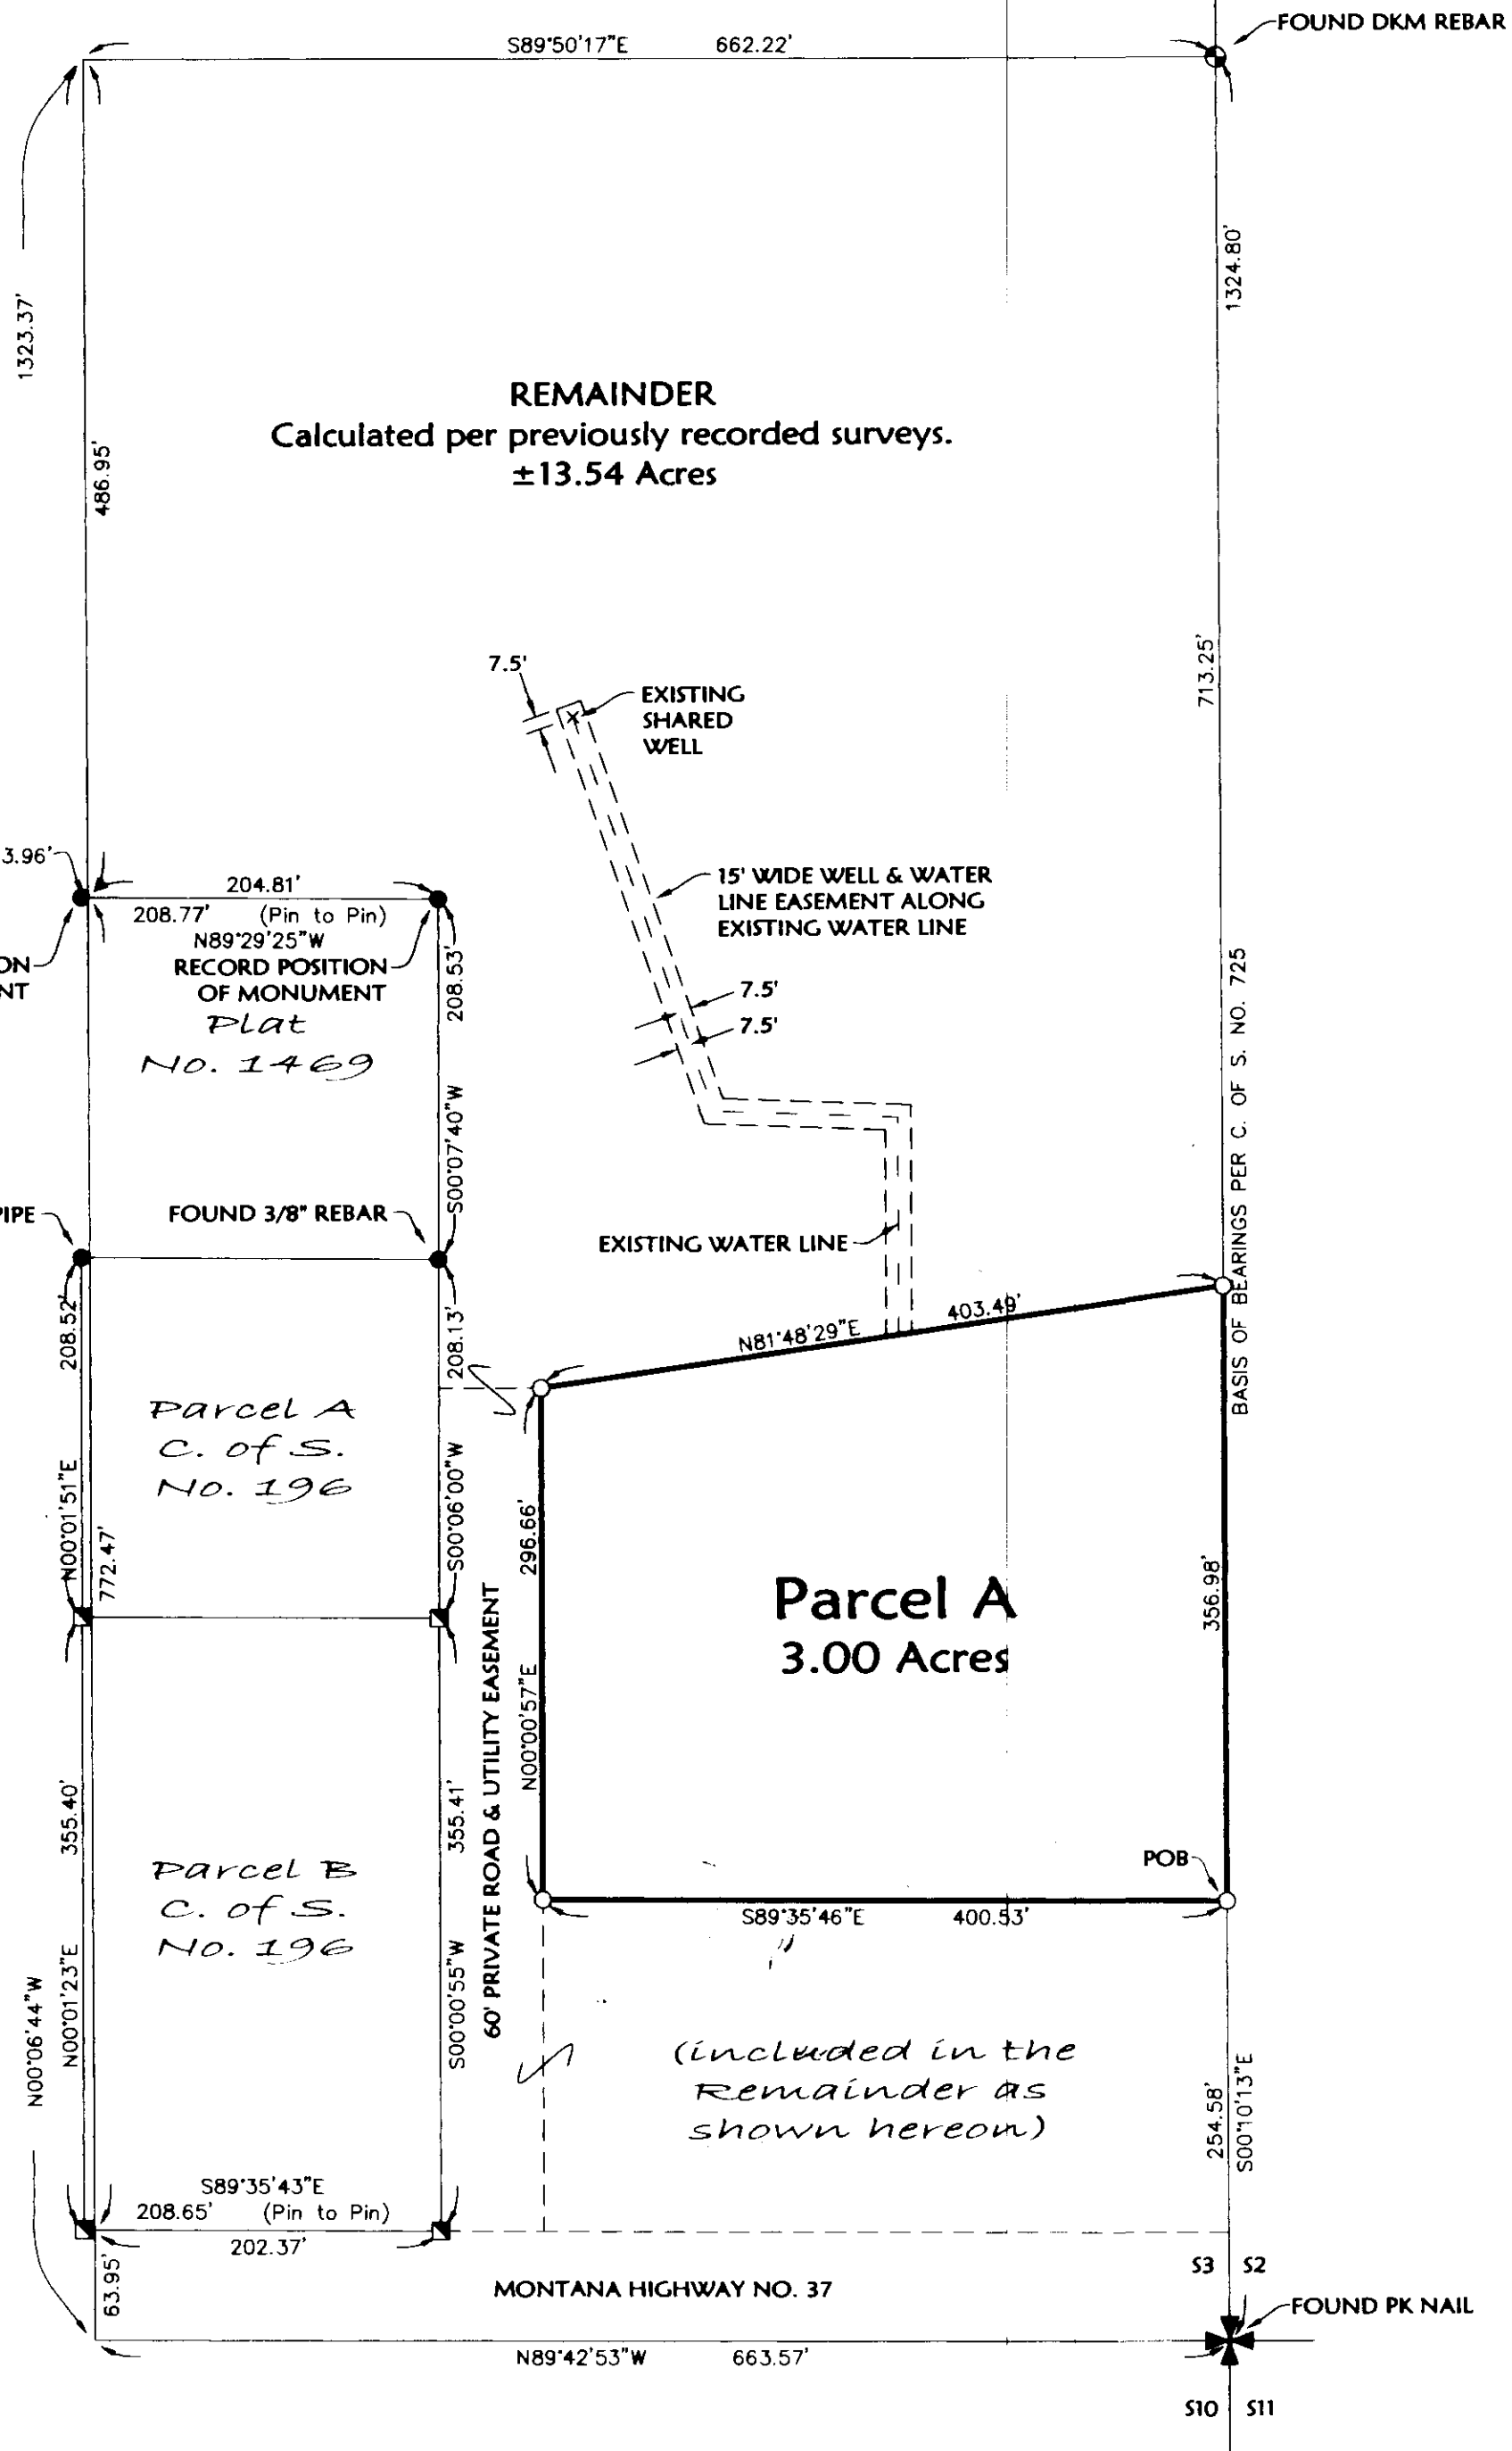 FOUND DKM REBAR
S89°50'17"E 662.22'
1324.80'
1323.37'
REMAINDER
Calculated per previously recorded surveys.
±13.54 Acres
486.95'
713.25'
7.5'
EXISTING
SHARED
WELL
3.96'
204.81'
208.77' (Pin to Pin)
N89°29'25"W
RECORD POSITION
OF MONUMENT
ON
NT
Plat
No. 1469
208.53'
S00°07'40"W
15' WIDE WELL & WATER
LINE EASEMENT ALONG
EXISTING WATER LINE
7.5'
7.5'
BASIS OF BEARINGS PER C. OF S. NO. 725
PIPE
FOUND 3/8" REBAR
EXISTING WATER LINE
208.52'
208.13'
N81°48'29"E 403.49'
Parcel A
C. of S.
No. 196
N00°01'51"E
772.47'
S00°06'00"W
296.66'
N00°00'57"E
60' PRIVATE ROAD & UTILITY EASEMENT
Parcel A
3.00 Acres
356.98'
355.40'
355.41'
Parcel B
C. of S.
No. 196
POB
S89°35'46"E 400.53'
N00°06'44"W
N00°01'23"E
S00°00'55"W
(included in the
Remainder as
shown hereon)
254.58'
S00°10'13"E
S89°35'43"E
208.65' (Pin to Pin)
202.37'
63.95'
MONTANA HIGHWAY NO. 37
S3 S2
FOUND PK NAIL
N89°42'53"W 663.57'
S10 S11